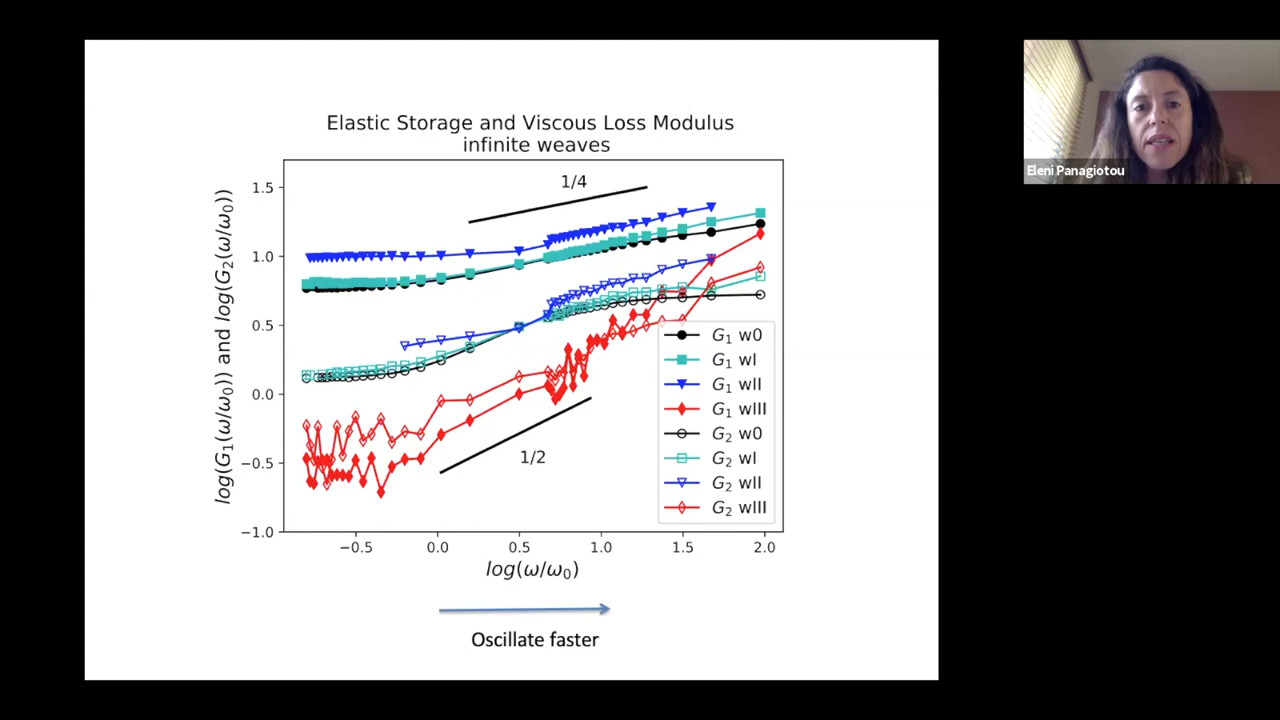 Elastic Storage and Viscous Loss Modulus
infinite weaves
log(G₁(ω/ω₀)) and log(G₂(ω/ω₀))
1.5
1.0
0.5
0.0
−0.5
−1.0
1/4
1/2
G₁ w0
G₁ wI
G₁ wII
G₁ wIII
G₂ w0
G₂ wI
G₂ wII
G₂ wIII
−0.5 0.0 0.5 1.0 1.5 2.0
log(ω/ω₀)
Oscillate faster
Eleni Panagiotou